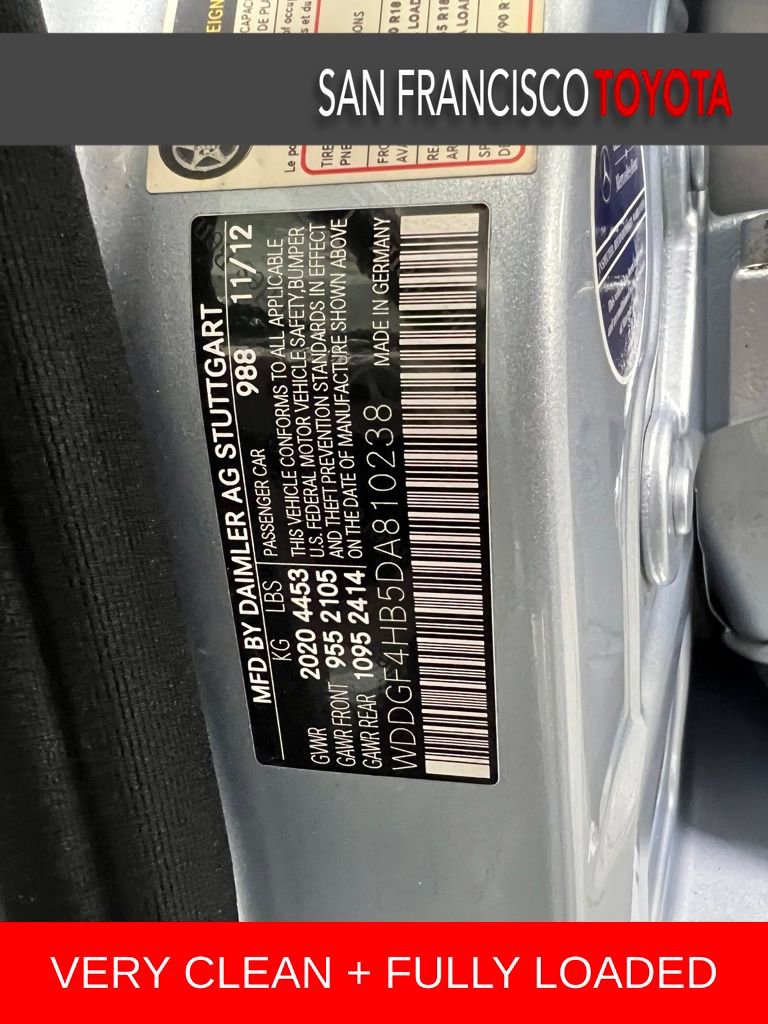 SAN FRANCISCO TOYOTA
MFD BY DAIMLER AG STUTTGART
988 11/12
KG LBS PASSENGER CAR
GVWR 2020 4453
GAWR FRONT 955 2105
GAWR REAR 1095 2414
THIS VEHICLE CONFORMS TO ALL APPLICABLE
U.S. FEDERAL MOTOR VEHICLE SAFETY,BUMPER
AND THEFT PREVENTION STANDARDS IN EFFECT
ON THE DATE OF MANUFACTURE SHOWN ABOVE
WDDGF4HB5DA810238 MADE IN GERMANY
Mercedes-Benz
VERY CLEAN + FULLY LOADED